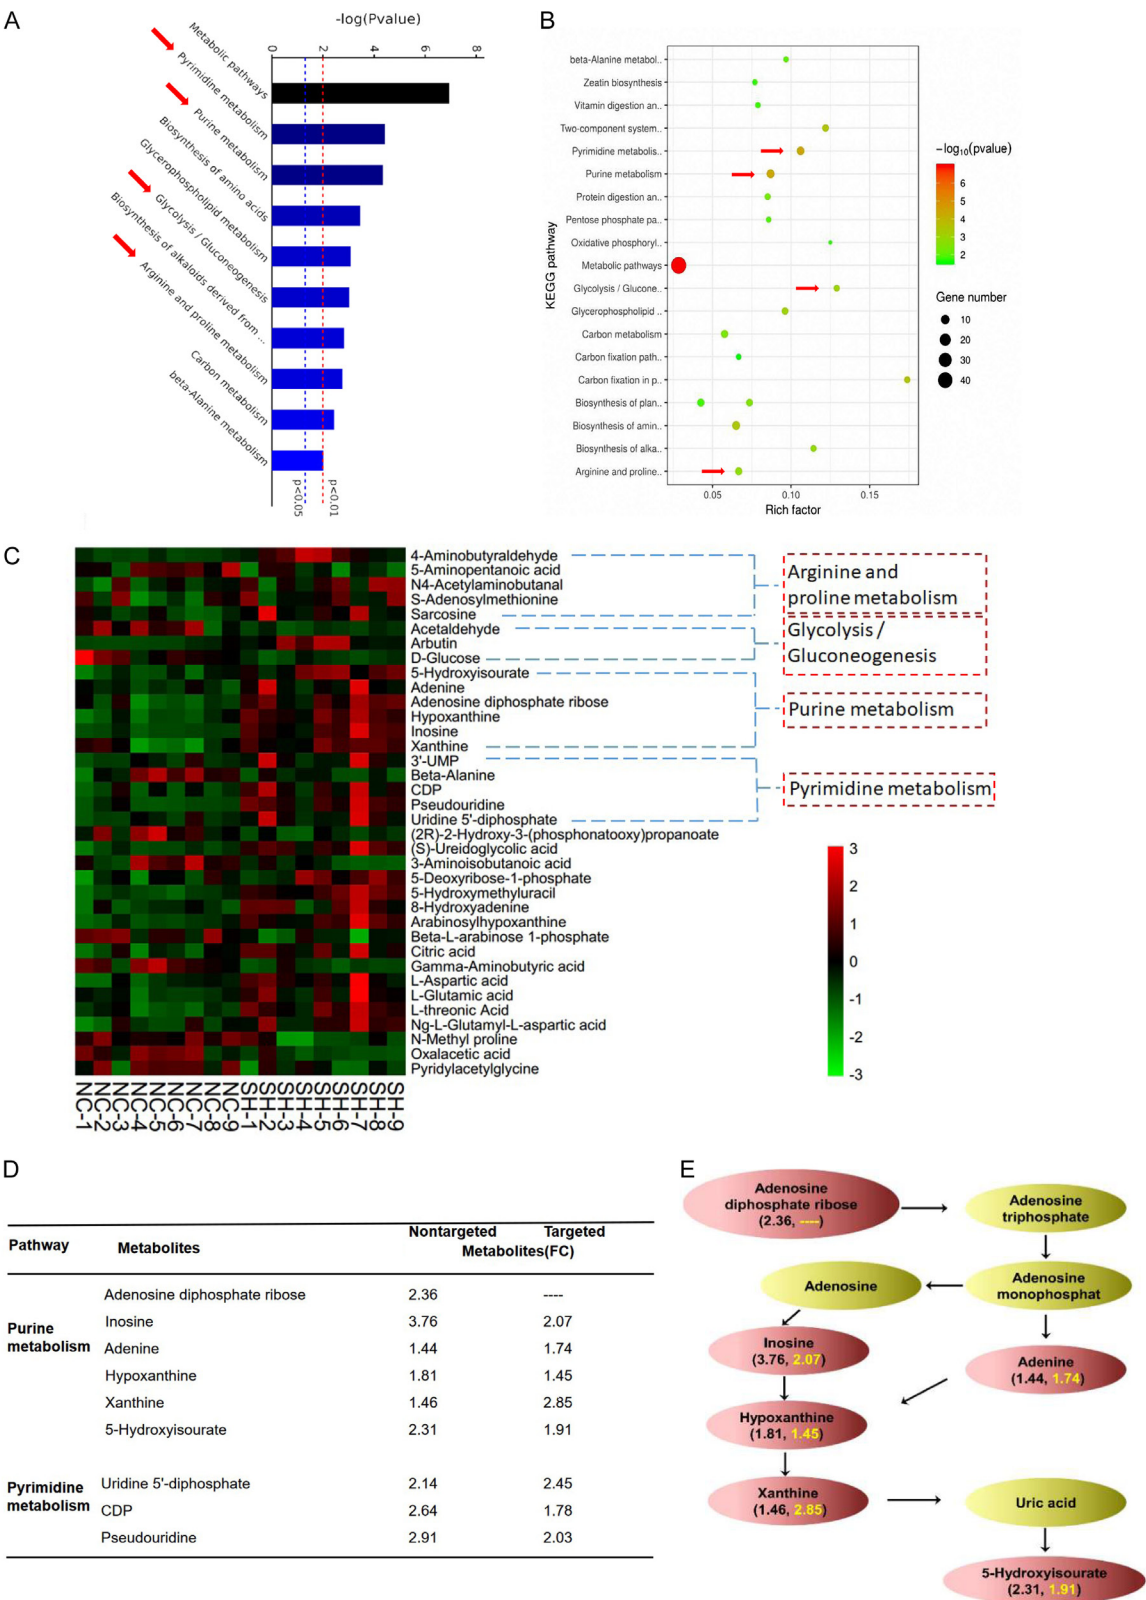 A
-log(Pvalue)
0
2
4
6
8
Metabolic pathways
Pyrimidine metabolism
Purine metabolism
Biosynthesis of amino acids
Glycerophospholipid metabolism
Glycolysis / Gluconeogenesis
Biosynthesis of alkaloids derived from ...
Arginine and proline metabolism
Carbon metabolism
beta-Alanine metabolism
p<0.05
p<0.01
B
KEGG pathway
beta-Alanine metabol..
Zeatin biosynthesis
Vitamin digestion an..
Two-component system..
Pyrimidine metabolis..
Purine metabolism
Protein digestion an..
Pentose phosphate pa..
Oxidative phosphoryl..
Metabolic pathways
Glycolysis / Glucone..
Glycerophospholipid ..
Carbon metabolism
Carbon fixation path..
Carbon fixation in p..
Biosynthesis of plan..
Biosynthesis of amin..
Biosynthesis of alka..
Arginine and proline..
0.05
0.10
0.15
Rich factor
-log10(pvalue)
6
5
4
3
2
Gene number
10
20
30
40
C
4-Aminobutyraldehyde
5-Aminopentanoic acid
N4-Acetylaminobutanal
S-Adenosylmethionine
Sarcosine
Acetaldehyde
Arbutin
D-Glucose
5-Hydroxyisourate
Adenine
Adenosine diphosphate ribose
Hypoxanthine
Inosine
Xanthine
3'-UMP
Beta-Alanine
CDP
Pseudouridine
Uridine 5'-diphosphate
(2R)-2-Hydroxy-3-(phosphonatooxy)propanoate
(S)-Ureidoglycolic acid
3-Aminoisobutanoic acid
5-Deoxyribose-1-phosphate
5-Hydroxymethyluracil
8-Hydroxyadenine
Arabinosylhypoxanthine
Beta-L-arabinose 1-phosphate
Citric acid
Gamma-Aminobutyric acid
L-Aspartic acid
L-Glutamic acid
L-threonic Acid
Ng-L-Glutamyl-L-aspartic acid
N-Methyl proline
Oxalacetic acid
Pyridylacetylglycine
NC-1
NC-2
NC-3
NC-4
NC-5
NC-6
NC-7
NC-8
NC-9
SH-1
SH-2
SH-3
SH-4
SH-5
SH-6
SH-7
SH-8
SH-9
Arginine and
proline metabolism
Glycolysis /
Gluconeogenesis
Purine metabolism
Pyrimidine metabolism
3
2
1
0
-1
-2
-3
D
Pathway Metabolites Nontargeted Targeted
Metabolites(FC)
Purine
metabolism
Adenosine diphosphate ribose 2.36 ----
Inosine 3.76 2.07
Adenine 1.44 1.74
Hypoxanthine 1.81 1.45
Xanthine 1.46 2.85
5-Hydroxyisourate 2.31 1.91
Pyrimidine
metabolism
Uridine 5'-diphosphate 2.14 2.45
CDP 2.64 1.78
Pseudouridine 2.91 2.03
E
Adenosine
diphosphate ribose
(2.36, ----)
Adenosine
triphosphate
Adenosine
Adenosine
monophosphat
Inosine
(3.76, 2.07)
Adenine
(1.44, 1.74)
Hypoxanthine
(1.81, 1.45)
Xanthine
(1.46, 2.85)
Uric acid
5-Hydroxyisourate
(2.31, 1.91)